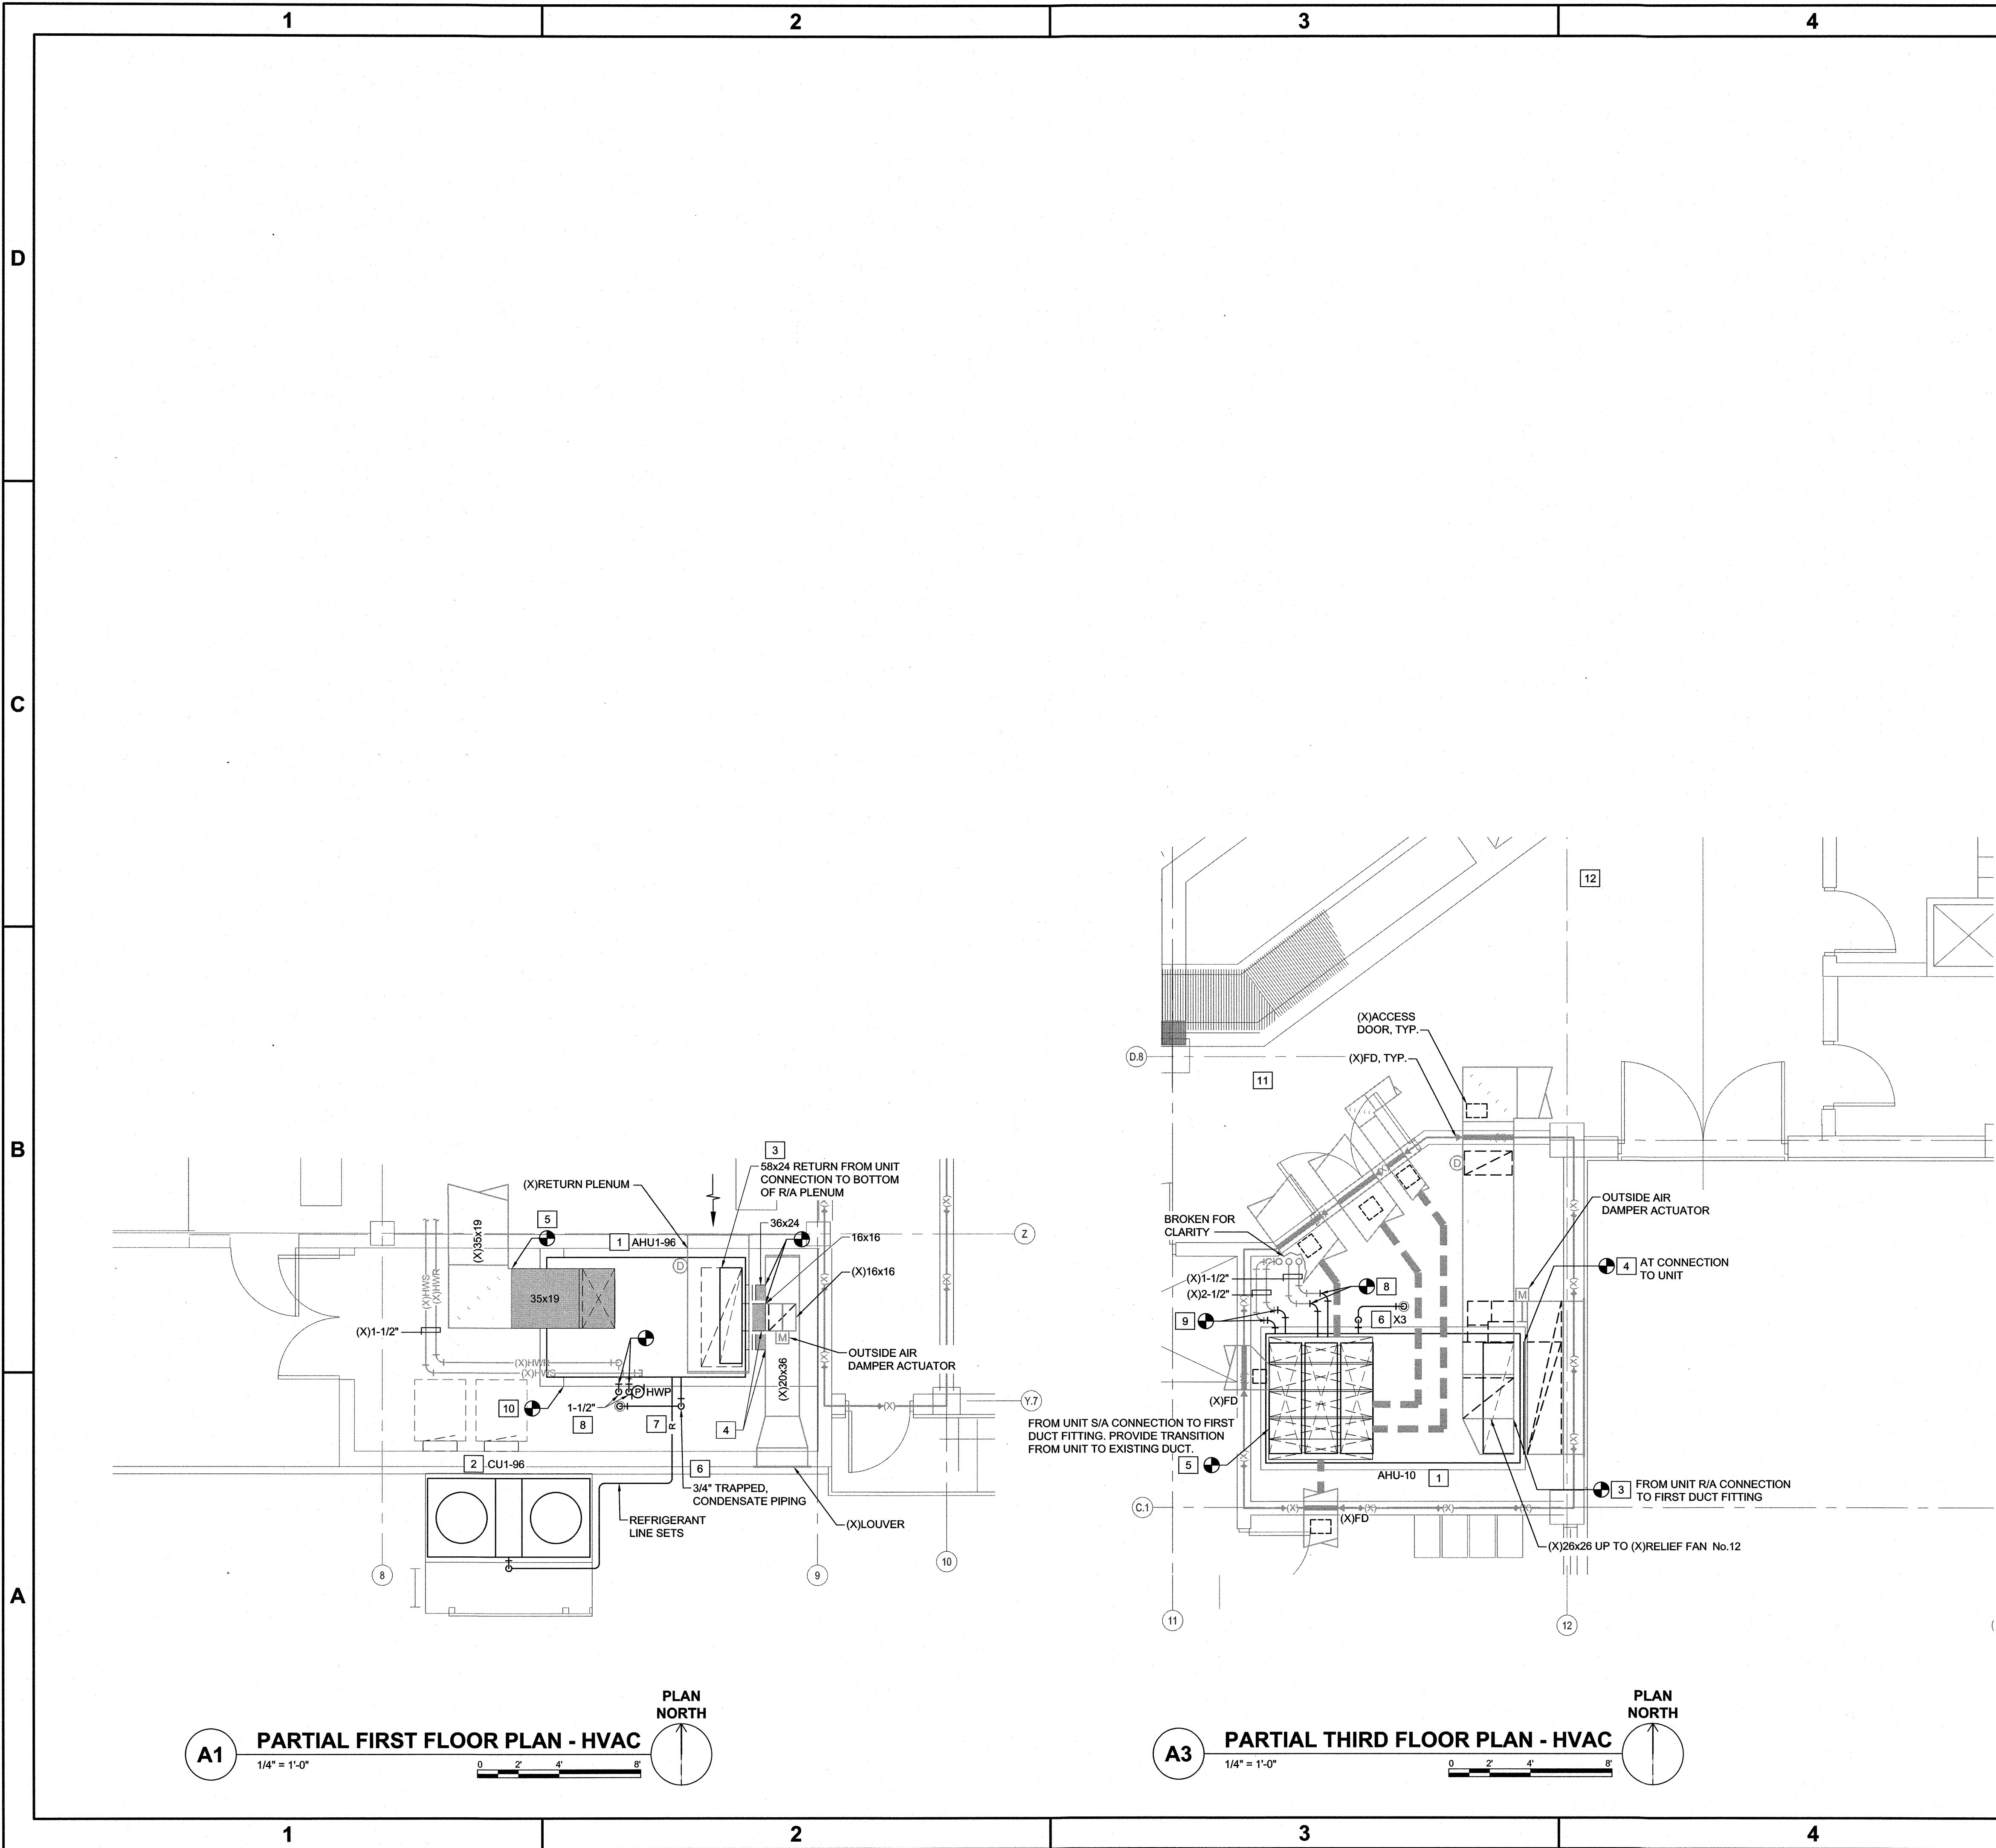 1
2
3
4
D
C
B
A
3
58x24 RETURN FROM UNIT
CONNECTION TO BOTTOM
OF R/A PLENUM
(X)RETURN PLENUM
5
(X)35x19
1 AHU1-96
36x24
16x16
(X)16x16
Z
D
35x19
(X)HWS
(X)HWR
(X)1-1/2"
M
OUTSIDE AIR
DAMPER ACTUATOR
(X)HWR
(X)HWS
(X)20x36
P HWP
1-1/2"
10
8
7
R
4
(X)
(X)
(X)
(X)
(X)
Y.7
2 CU1-96
6
3/4" TRAPPED,
CONDENSATE PIPING
REFRIGERANT
LINE SETS
(X)LOUVER
8
9
10
A1
PARTIAL FIRST FLOOR PLAN - HVAC
1/4" = 1'-0"
0 2' 4' 8'
PLAN
NORTH
12
(X)ACCESS
DOOR, TYP.
D.8
(X)FD, TYP.
11
D
(X)
(X)
OUTSIDE AIR
DAMPER ACTUATOR
BROKEN FOR
CLARITY
4 AT CONNECTION
TO UNIT
(X)1-1/2"
(X)2-1/2"
8
M
9
6 X3
(X)
(X)
(X)FD
FROM UNIT S/A CONNECTION TO FIRST
DUCT FITTING. PROVIDE TRANSITION
FROM UNIT TO EXISTING DUCT.
5
AHU-10 1
3 FROM UNIT R/A CONNECTION
TO FIRST DUCT FITTING
C.1
(X)
(X)
(X)
(X)
(X)FD
(X)26x26 UP TO (X)RELIEF FAN No.12
11
12
A3
PARTIAL THIRD FLOOR PLAN - HVAC
1/4" = 1'-0"
0 2' 4' 8'
PLAN
NORTH
1
2
3
4